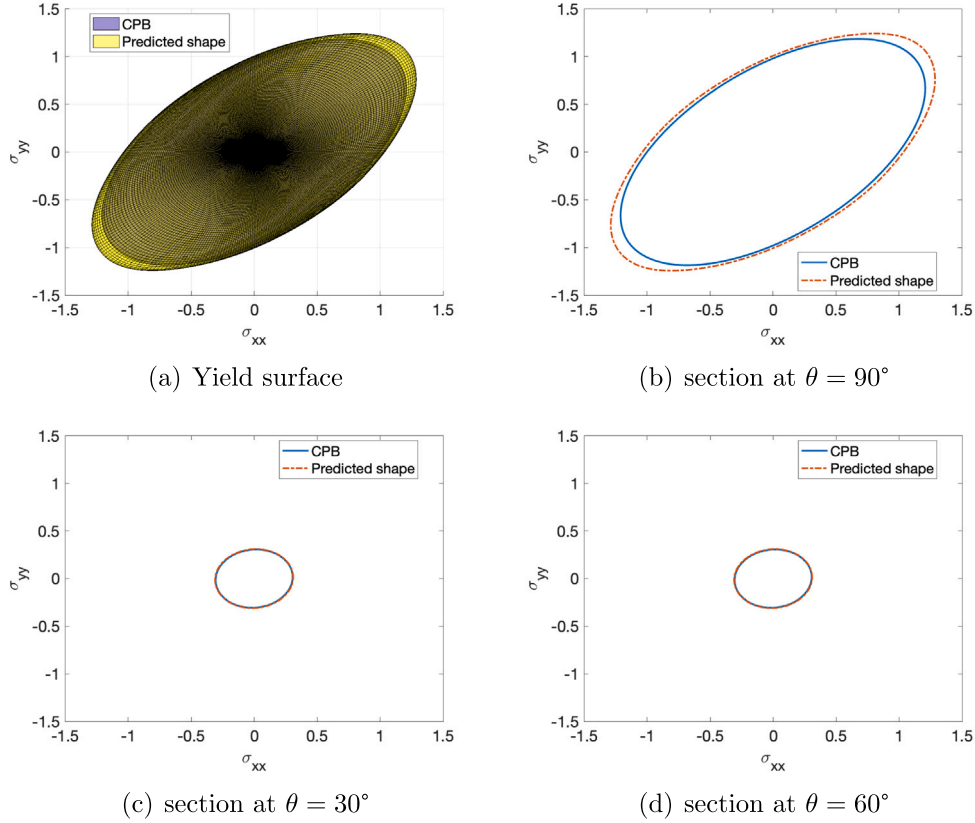 CPB
Predicted shape
1.5
1
0.5
0
-0.5
-1
-1.5
σyy
-1.5
-1
-0.5
0
0.5
1
1.5
σxx
(a) Yield surface
1.5
1
0.5
0
-0.5
-1
-1.5
σyy
CPB
Predicted shape
-1.5
-1
-0.5
0
0.5
1
1.5
σxx
(b) section at θ = 90°
1.5
1
0.5
0
-0.5
-1
-1.5
σyy
CPB
Predicted shape
-1.5
-1
-0.5
0
0.5
1
1.5
σxx
(c) section at θ = 30°
1.5
1
0.5
0
-0.5
-1
-1.5
σyy
CPB
Predicted shape
-1.5
-1
-0.5
0
0.5
1
1.5
σxx
(d) section at θ = 60°